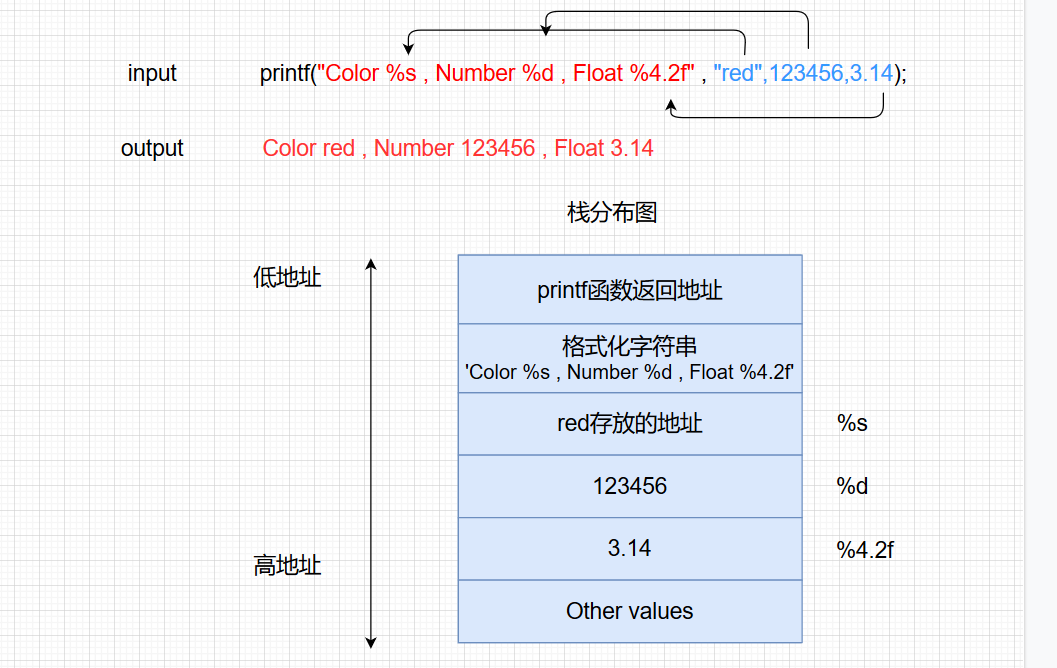 input printf("Color %s , Number %d , Float %4.2f" , "red",123456,3.14);
output Color red , Number 123456 , Float 3.14
栈分布图
低地址
printf函数返回地址
格式化字符串
'Color %s , Number %d , Float %4.2f'
red存放的地址 %s
123456 %d
3.14 %4.2f
高地址
Other values